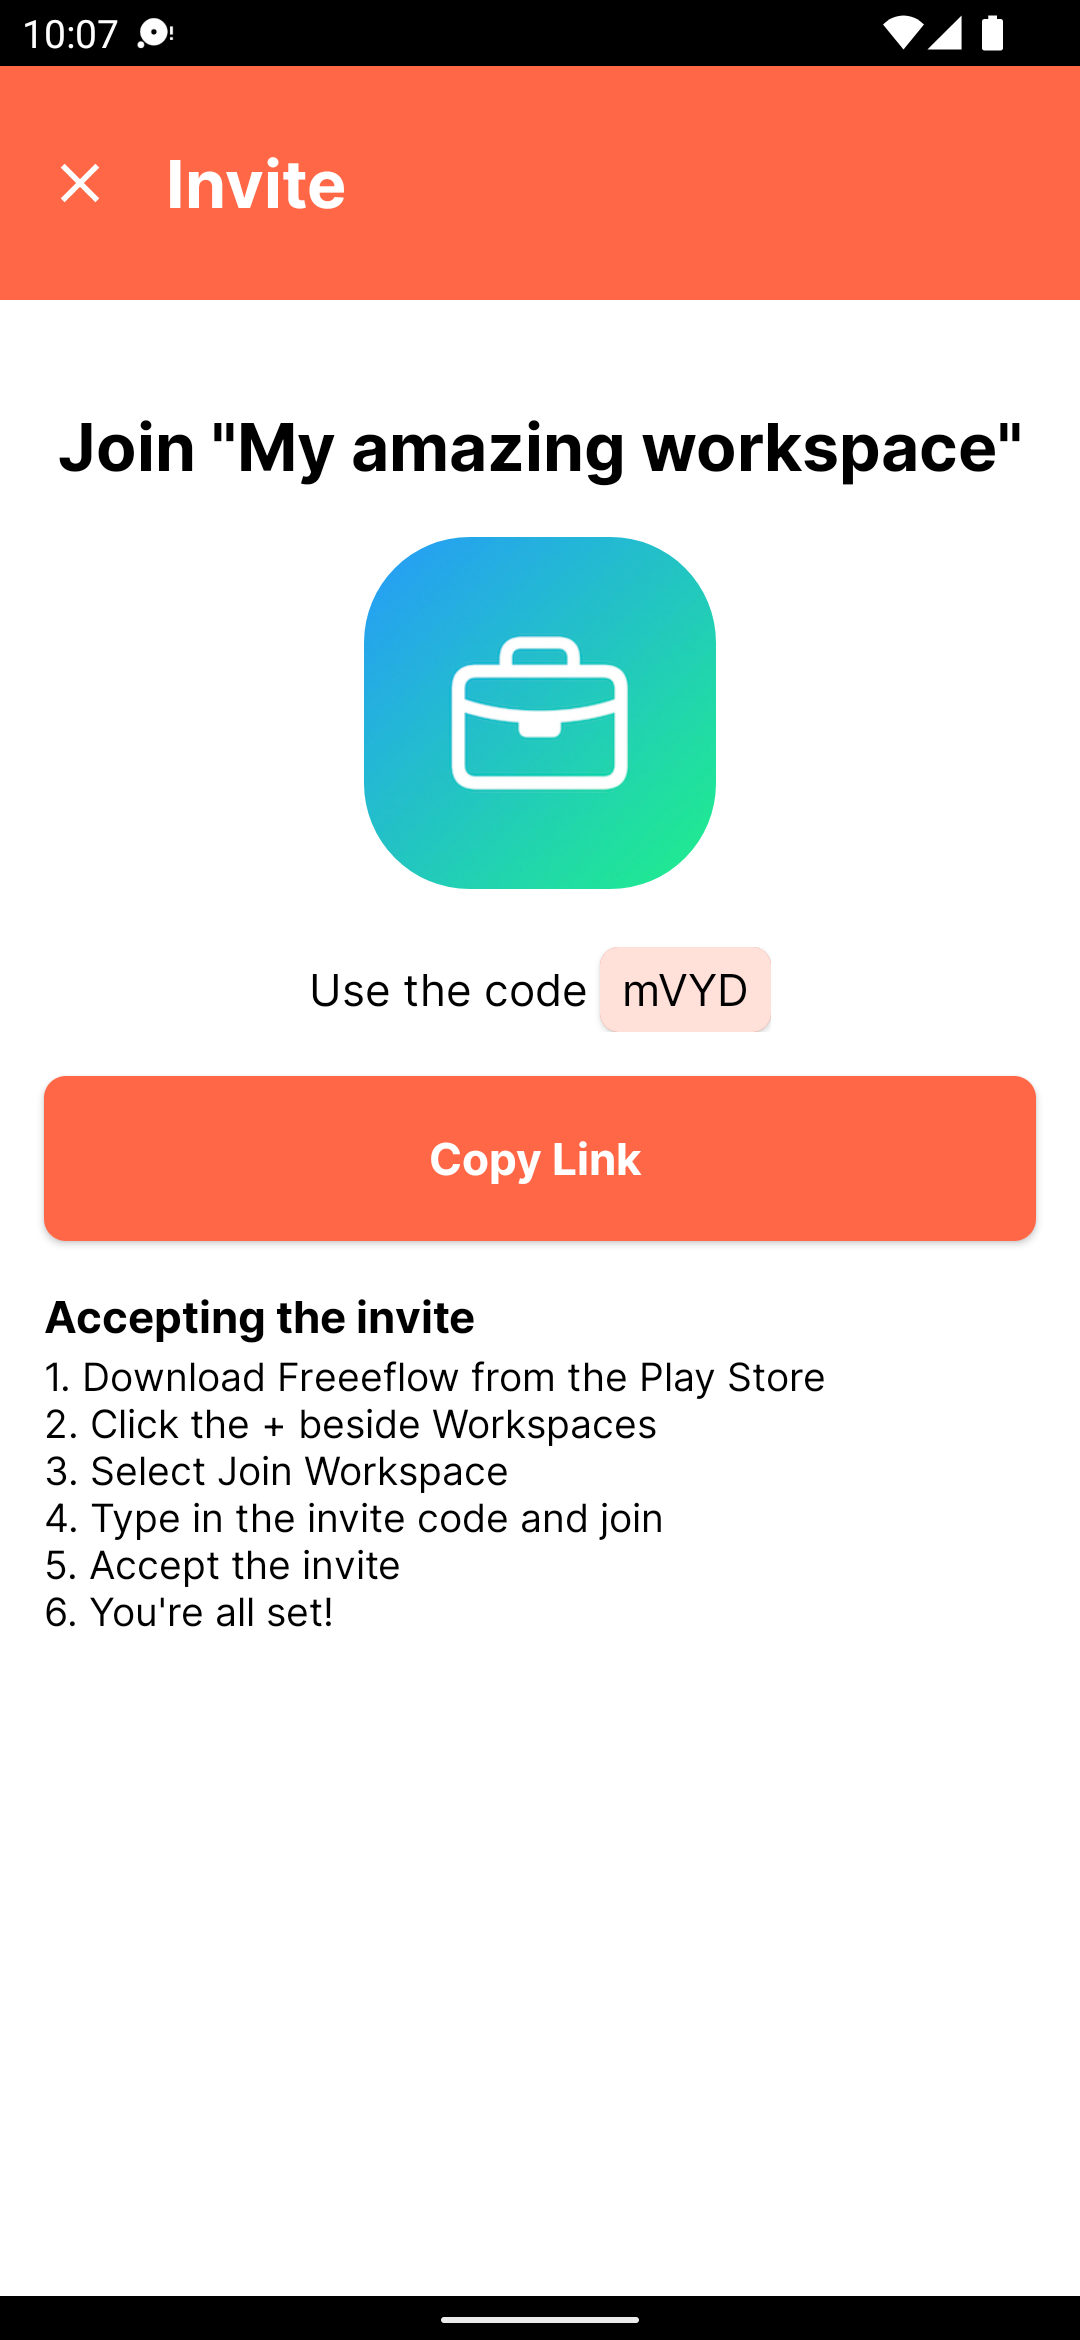 10:07
Invite
Join "My amazing workspace"
Use the code mVYD
Copy Link
Accepting the invite
1. Download Freeeflow from the Play Store
2. Click the + beside Workspaces
3. Select Join Workspace
4. Type in the invite code and join
5. Accept the invite
6. You're all set!